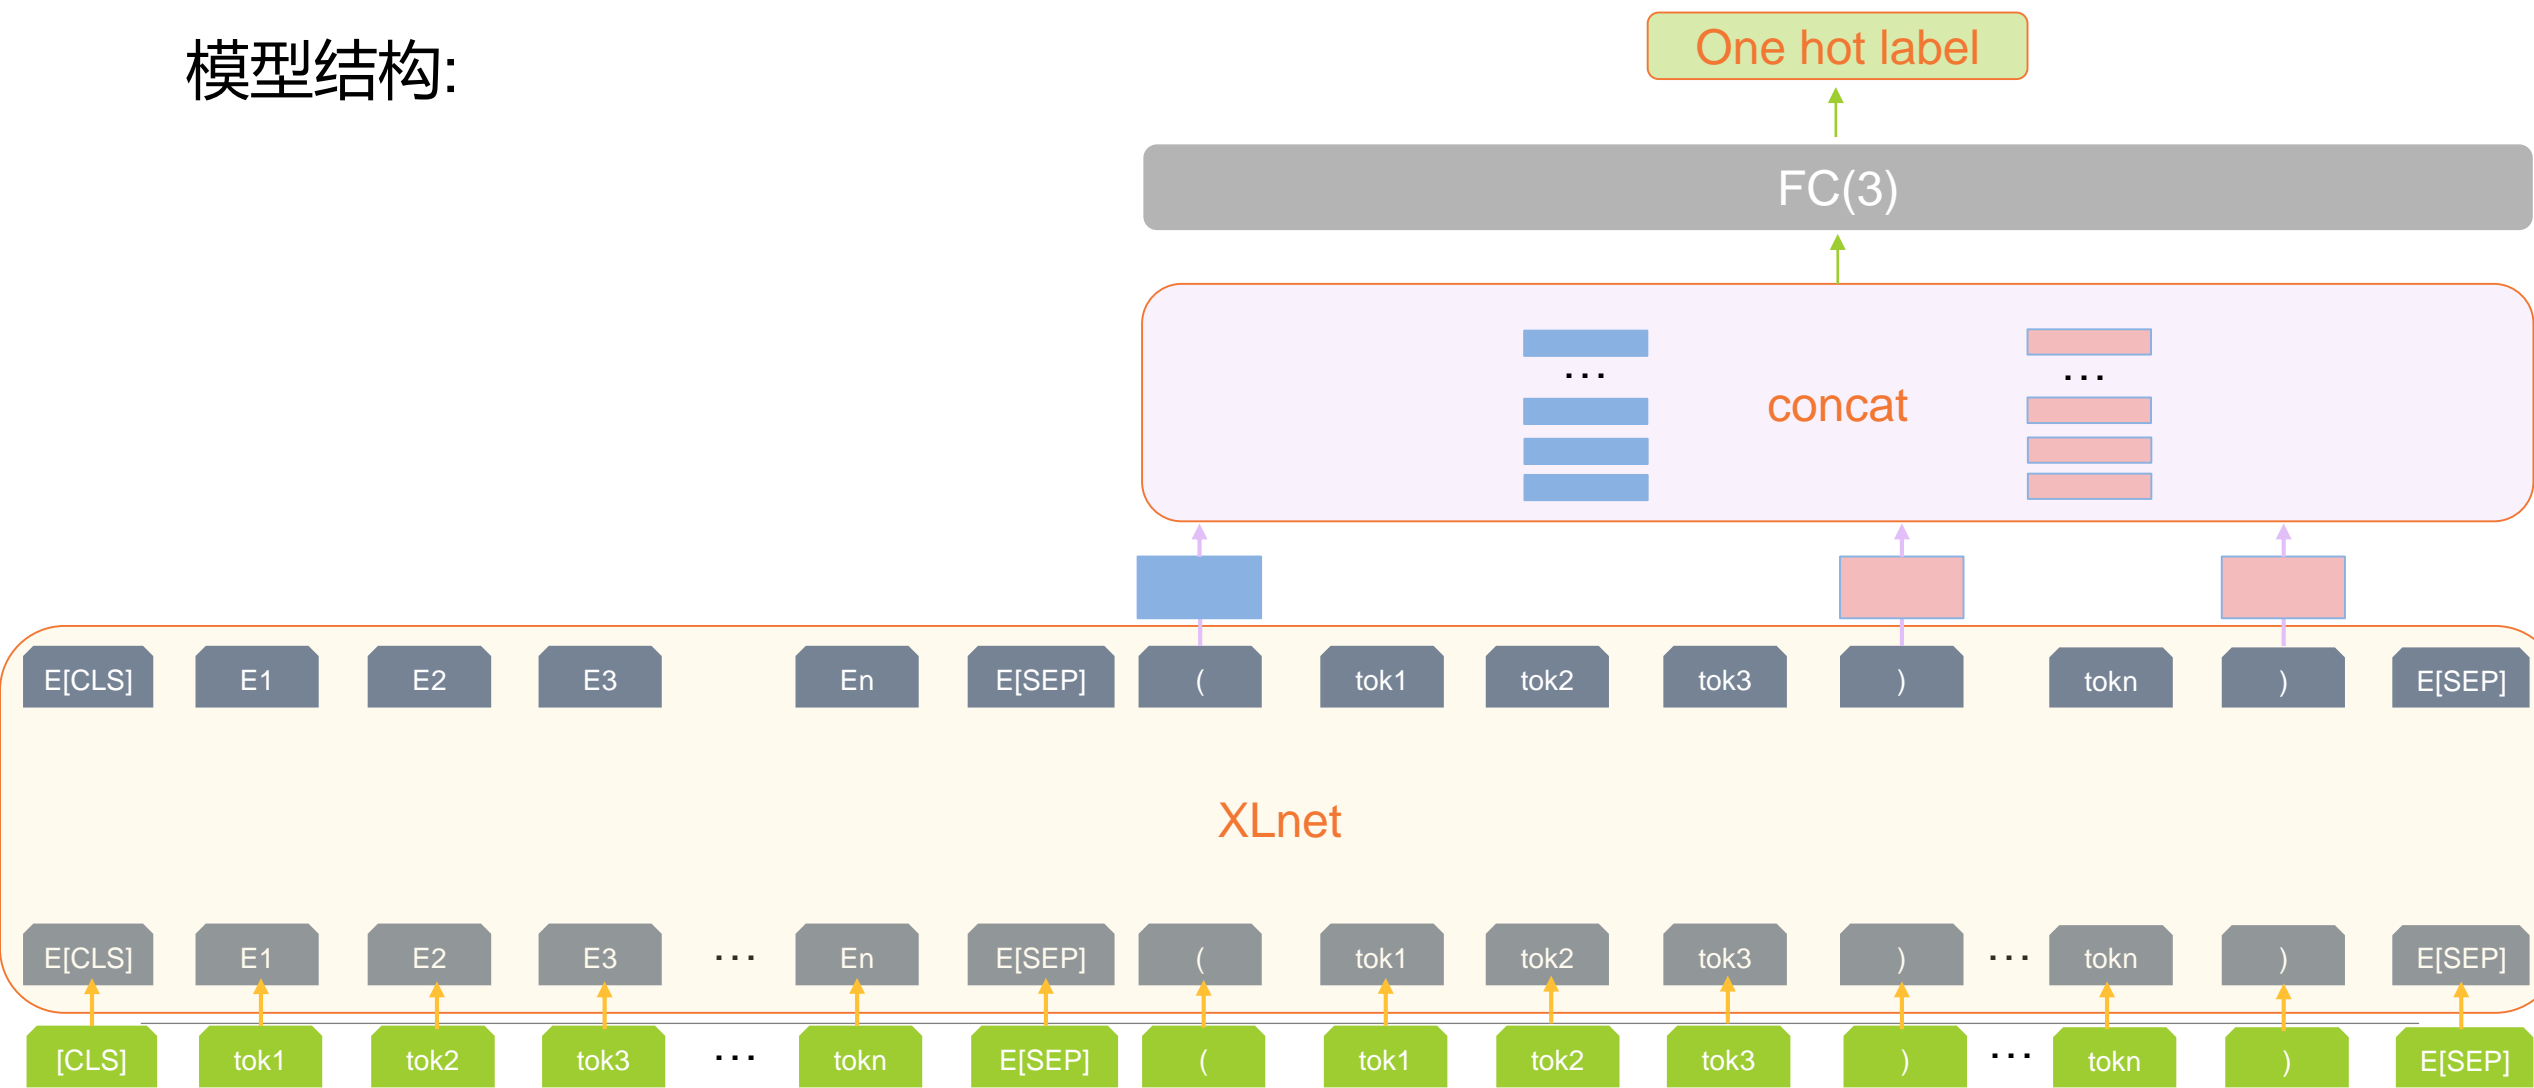 模型结构:
One hot label
FC(3)
...
...
concat
E[CLS] E1 E2 E3 En E[SEP] ( tok1 tok2 tok3 ) tokn ) E[SEP]
XLnet
E[CLS] E1 E2 E3 ... En E[SEP] ( tok1 tok2 tok3 ) ... tokn ) E[SEP]
[CLS] tok1 tok2 tok3 ... tokn E[SEP] ( tok1 tok2 tok3 ) ... tokn ) E[SEP]